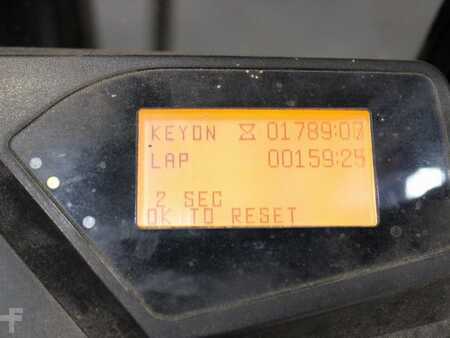 KEYON ⧖ 01789:07
LAP 00159:25
2 SEC
OK TO RESET